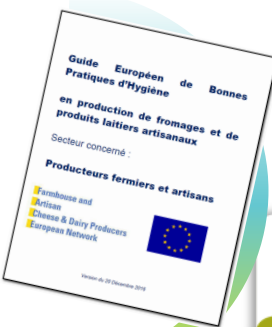 Guide Européen de Bonnes
Pratiques d'Hygiène
en production de fromages et de
produits laitiers artisanaux
Secteur concerné :
Producteurs fermiers et artisans
Farmhouse and
Artisan
Cheese & Dairy Producers
European Network
Version du 20 Décembre 2016